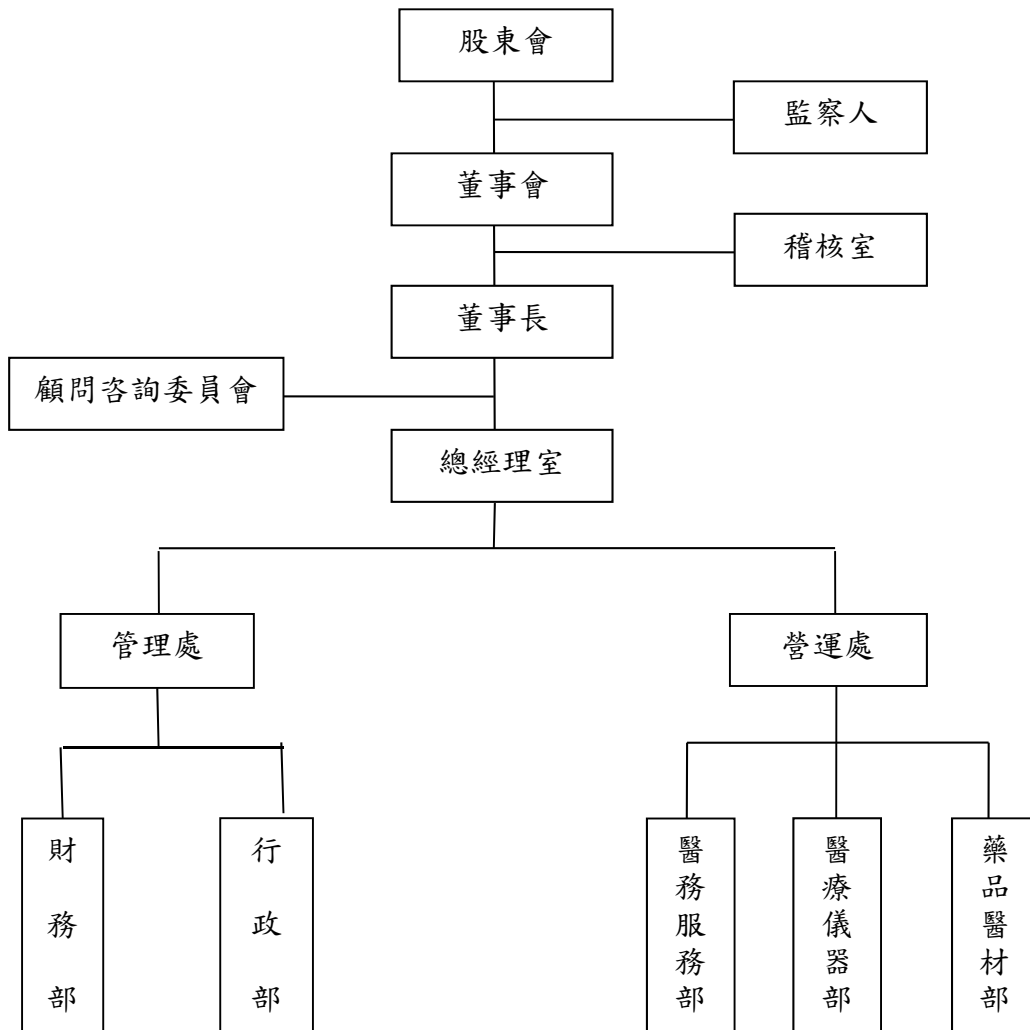 股東會
監察人
董事會
稽核室
董事長
顧問咨詢委員會
總經理室
管理處
營運處
財務部
行政部
醫務服務部
醫療儀器部
藥品醫材部